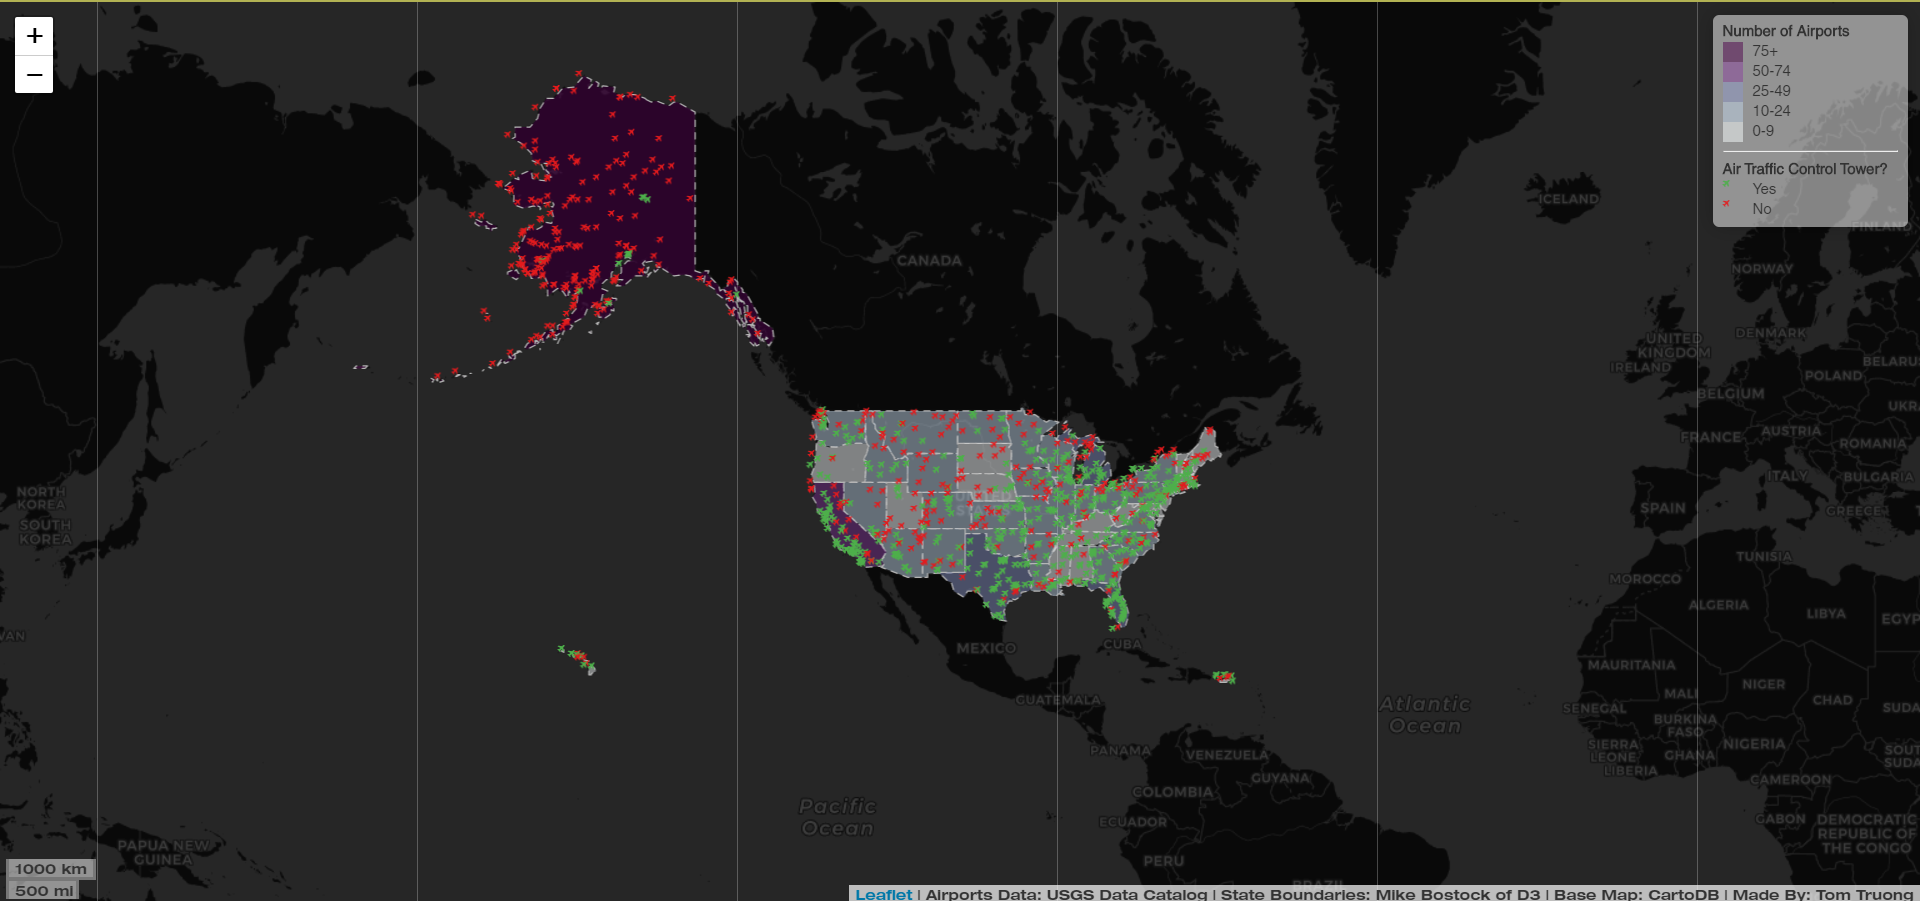 +
−
Number of Airports
75+
50-74
25-49
10-24
0-9
Air Traffic Control Tower?
Yes
No
ICELAND
FINLAND
CANADA
NORWAY
DENMARK
UNITED
KINGDOM
IRELAND
BELARUS
POLAND
BELGIUM
UKR
FRANCE
AUSTRIA
ROMANIA
ITALY
BULGARIA
NORTH
KOREA
SOUTH
KOREA
UNITED
SPAIN
GREECE
TUNISIA
MOROCCO
ALGERIA
LIBYA
EGYP
WAN
MEXICO
CUBA
MAURITANIA
MALI
NIGER
CHAD
SUDA
GUATEMALA
SENEGAL
BURKINA
FASO
Atlantic
Ocean
PANAMA
VENEZUELA
SIERRA
LEONE
LIBERIA
GHANA
NIGERIA
SOUT
SUDA
GUYANA
CAMEROON
COLOMBIA
Pacific
Ocean
ECUADOR
GABON
DEMOCRATIC
REPUBLIC OF
THE CONGO
PAPUA NEW
GUINEA
PERU
BRAZIL
1000 km
500 mi
Leaflet | Airports Data: USGS Data Catalog | State Boundaries: Mike Bostock of D3 | Base Map: CartoDB | Made By: Tom Truong